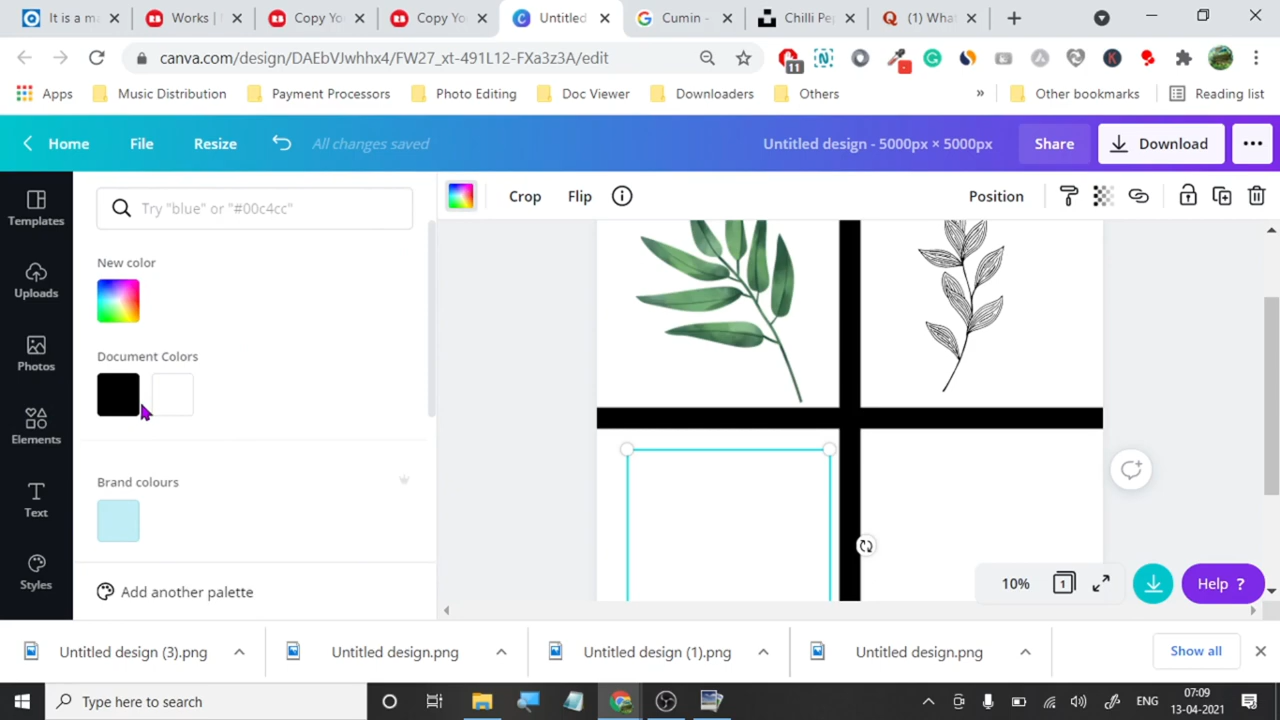 It is a ma
Works |
Copy Yo
Copy Yo
Untitled
Cumin -
Chilli Pe
(1) What
canva.com/design/DAEbVJwhhx4/FW27_xt-491L12-FXa3z3A/edit
11
Apps
Music Distribution
Payment Processors
Photo Editing
Doc Viewer
Downloaders
Others
»
Other bookmarks
Reading list
Home
File
Resize
All changes saved
Untitled design - 5000px × 5000px
Share
Download
Templates
Uploads
Photos
Elements
Text
Styles
Try "blue" or "#00c4cc"
New color
Document Colors
Brand colours
Add another palette
Crop
Flip
Position
10%
1
Help ?
Untitled design (3).png
Untitled design.png
Untitled design (1).png
Untitled design.png
Show all
Type here to search
ENG
07:09
13-04-2021